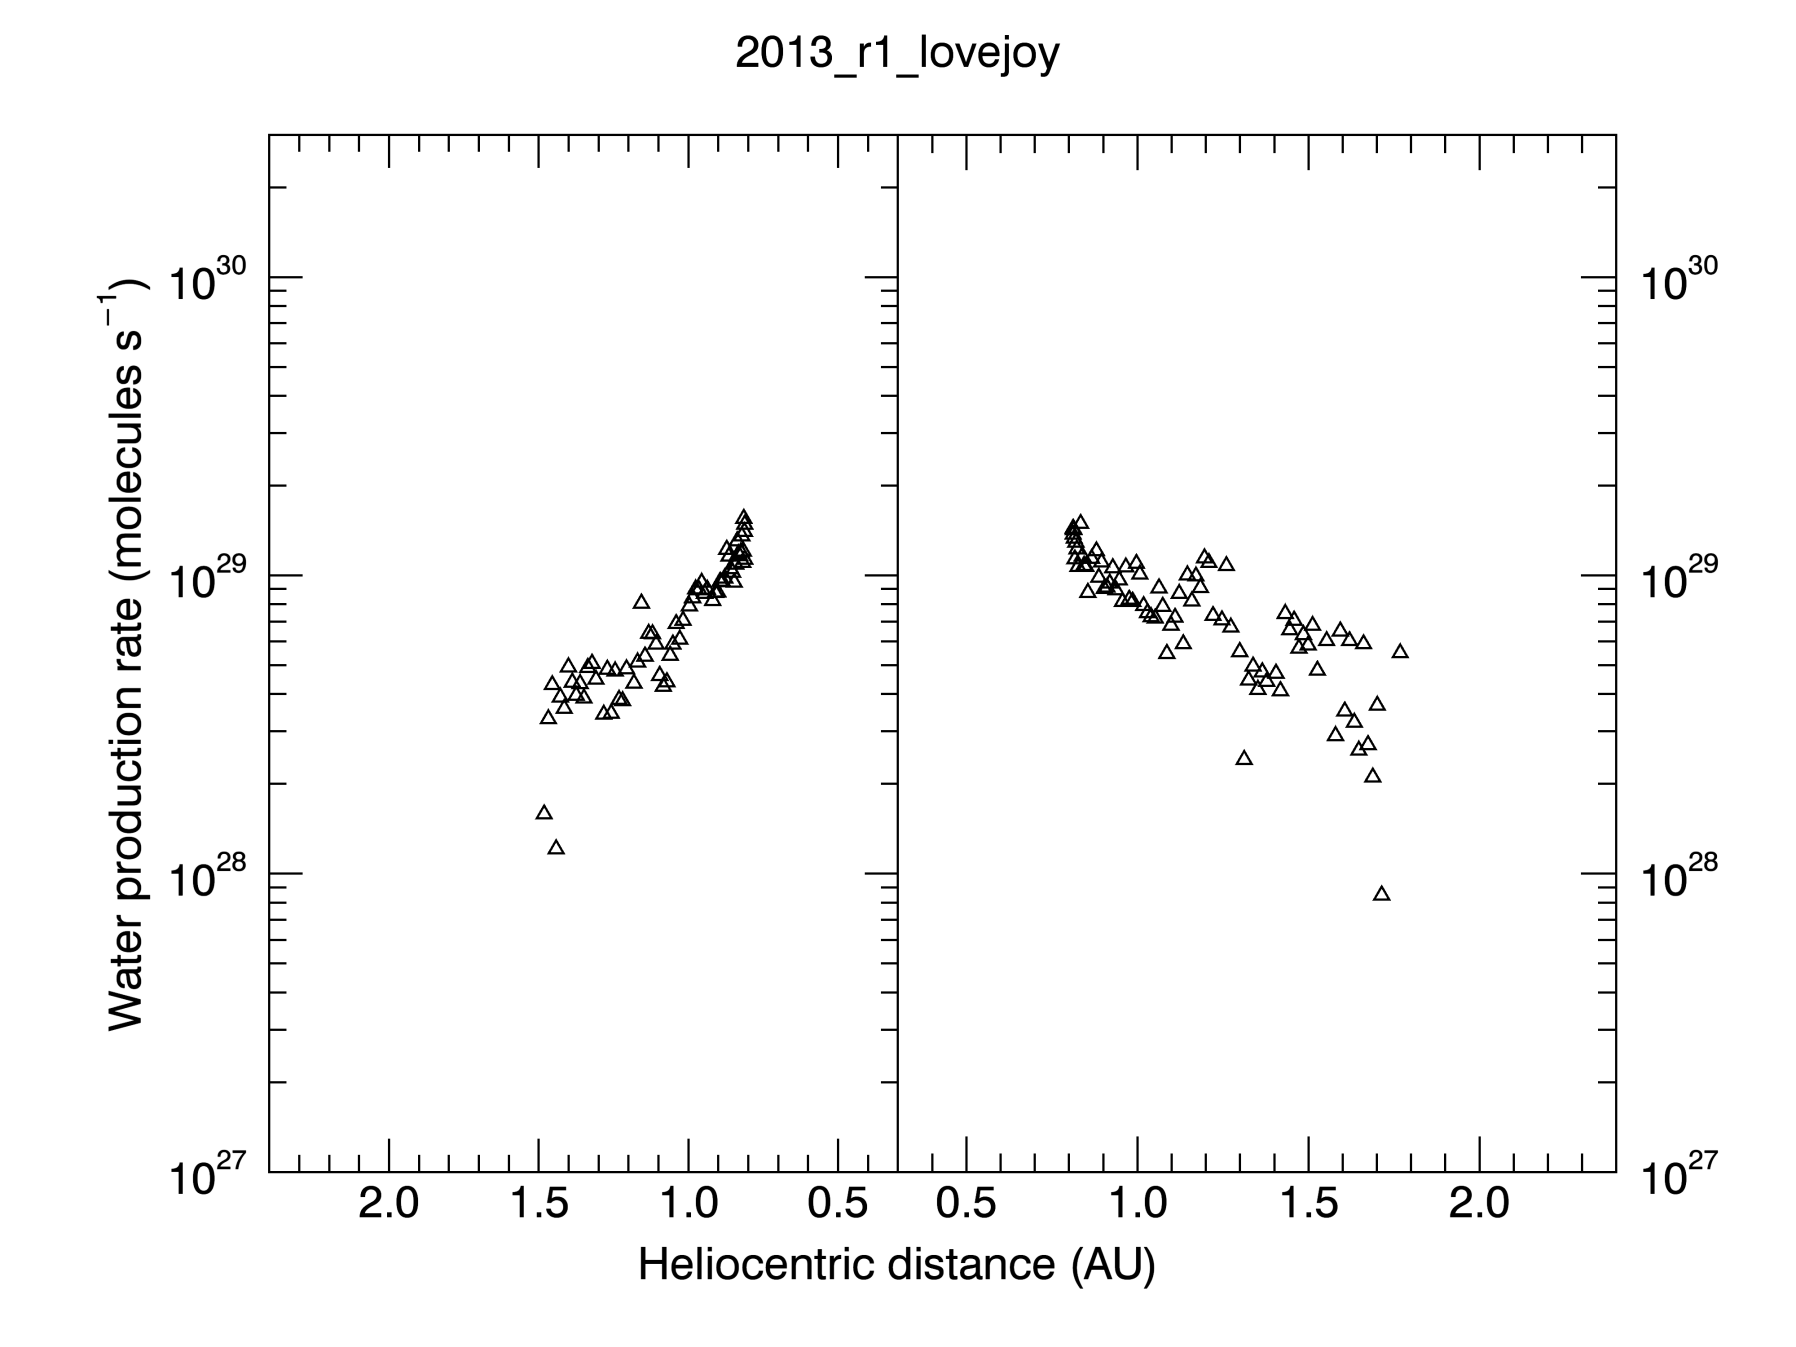 2013_r1_lovejoy
Water production rate (molecules s⁻¹)
10³⁰
10²⁹
10²⁸
10²⁷
10³⁰
10²⁹
10²⁸
10²⁷
2.0 1.5 1.0 0.5 0.5 1.0 1.5 2.0
Heliocentric distance (AU)